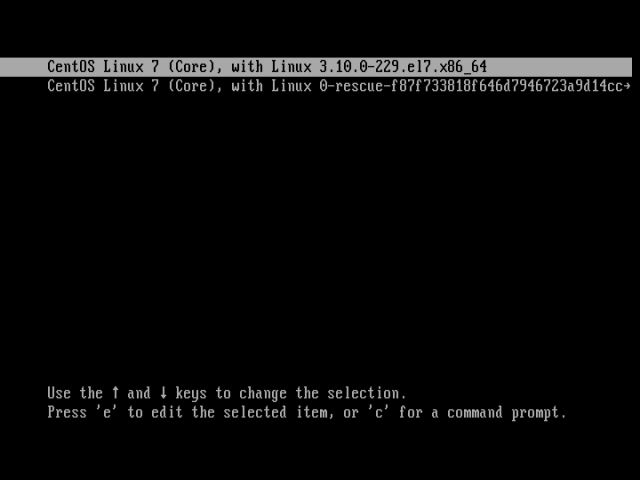 CentOS Linux 7 (Core), with Linux 3.10.0-229.el7.x86_64
CentOS Linux 7 (Core), with Linux 0-rescue-f87f733818f646d7946723a9d14cc→
Use the ↑ and ↓ keys to change the selection.
Press 'e' to edit the selected item, or 'c' for a command prompt.